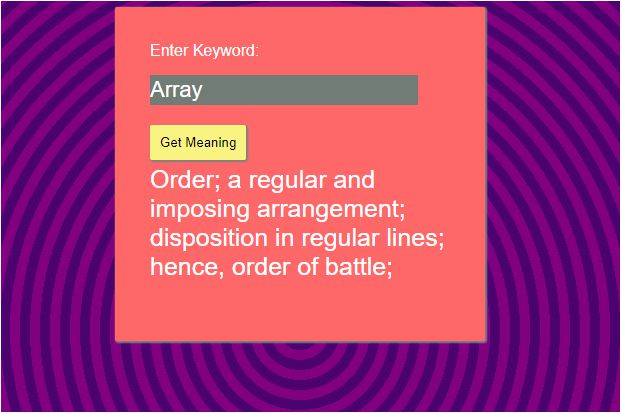 Enter Keyword:
Array
Get Meaning
Order; a regular and
imposing arrangement;
disposition in regular lines;
hence, order of battle;